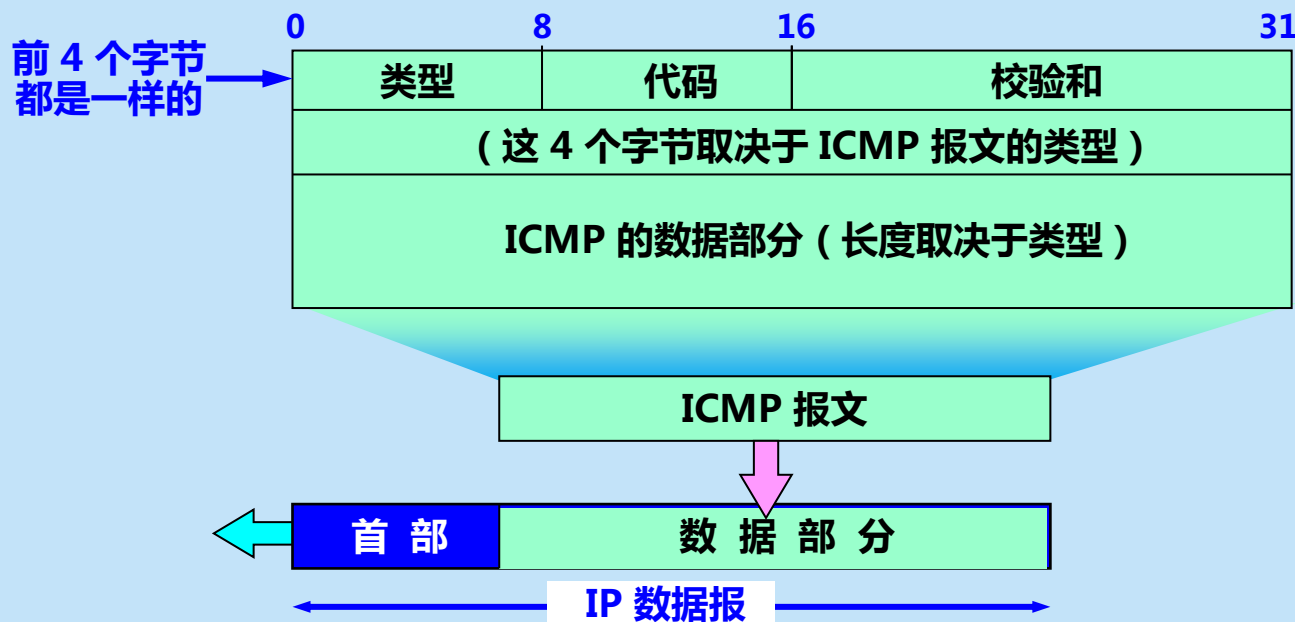 0 8 16 31
前 4 个字节
都是一样的
类型 代码 校验和
（这 4 个字节取决于 ICMP 报文的类型）
ICMP 的数据部分（长度取决于类型）
ICMP 报文
首 部 数 据 部 分
IP 数据报